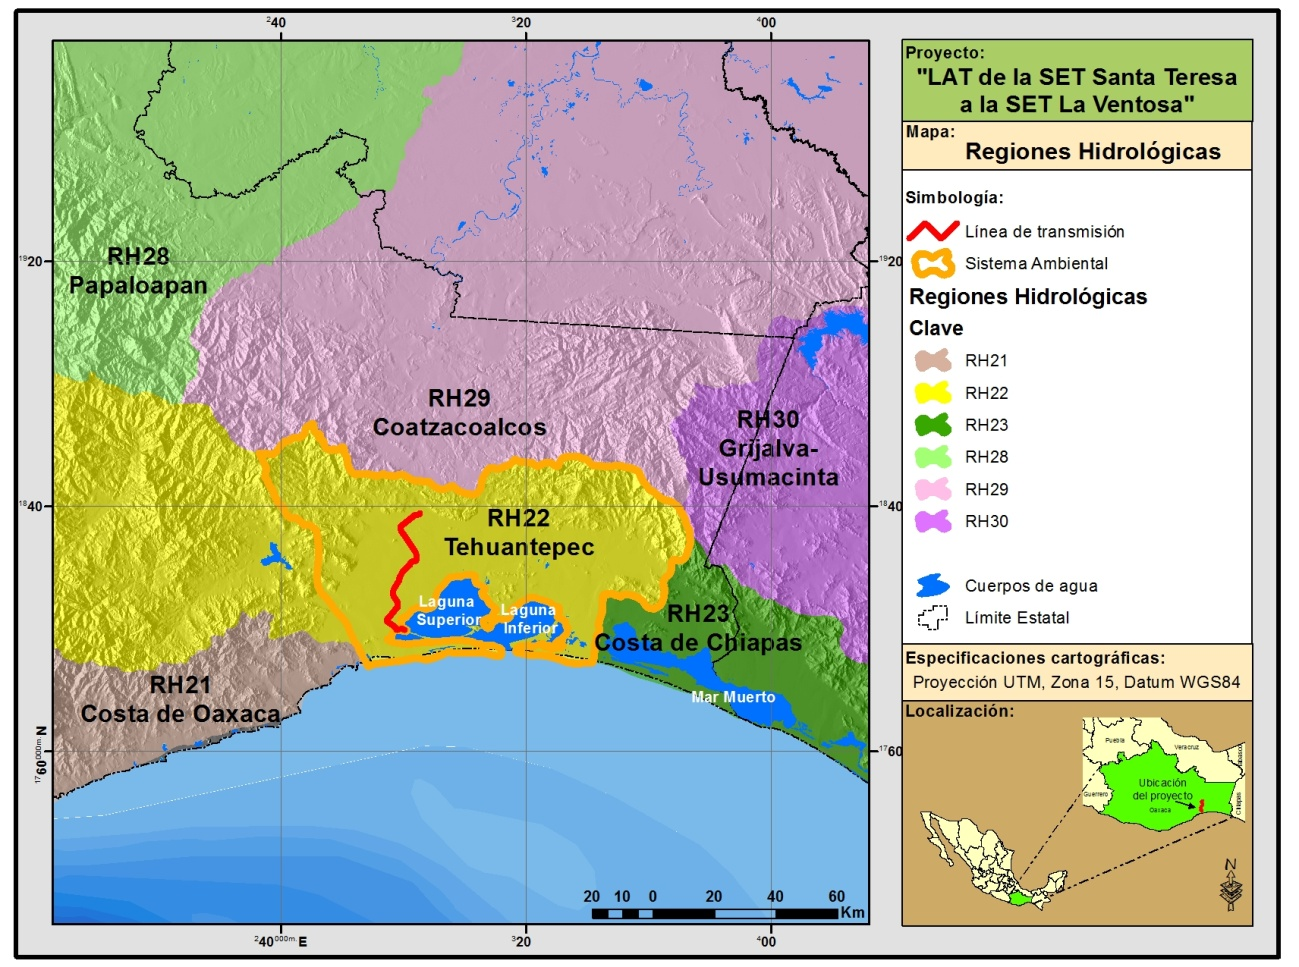 ²40
³20
⁴00
Proyecto:
"LAT de la SET Santa Teresa
a la SET La Ventosa"
Mapa:
Regiones Hidrológicas
Simbología:
Línea de transmisión
Sistema Ambiental
Regiones Hidrológicas
Clave
RH21
RH22
RH23
RH28
RH29
RH30
Cuerpos de agua
Límite Estatal
Especificaciones cartográficas:
Proyección UTM, Zona 15, Datum WGS84
Localización:
Puebla
Veracruz
Guerrero
Ubicación
del proyecto
Oaxaca
Chiapas
N
¹⁹20
¹⁹20
RH28
Papaloapan
RH29
Coatzacoalcos
RH30
Grijalva-
Usumacinta
¹⁸40
¹⁸40
RH22
Tehuantepec
Laguna
Superior
Laguna
Inferior
RH23
Costa de Chiapas
RH21
Costa de Oaxaca
Mar Muerto
¹⁷60⁰⁰⁰ᵐ· N
¹⁷60
20 10 0 20 40 60
Km
²40⁰⁰⁰ᵐ· E
³20
⁴00